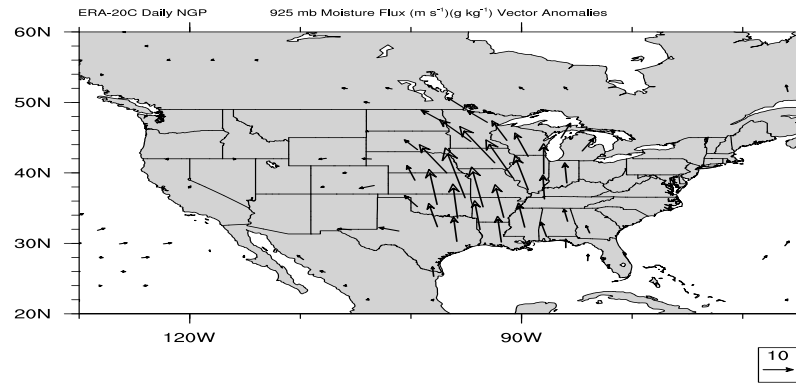 ERA-20C Daily NGP 925 mb Moisture Flux (m s⁻¹)(g kg⁻¹) Vector Anomalies
60N
50N
40N
30N
20N
120W 90W
10